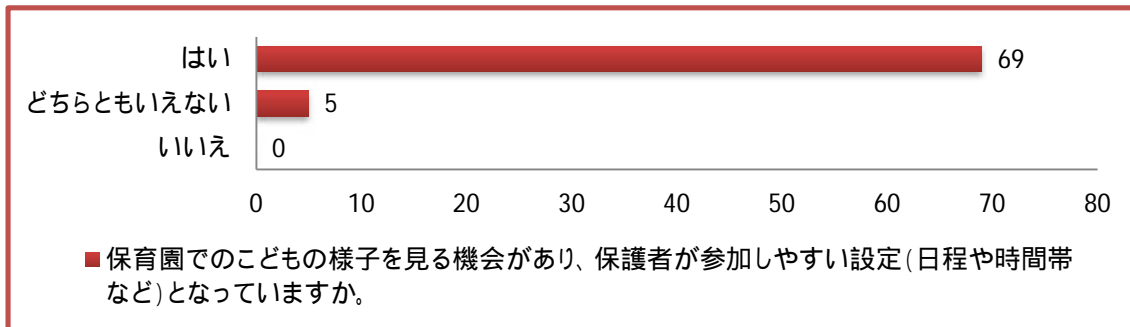 はい 69
どちらともいえない 5
いいえ 0
0 10 20 30 40 50 60 70 80
保育園でのこどもの様子を見る機会があり、保護者が参加しやすい設定(日程や時間帯
など)となっていますか。